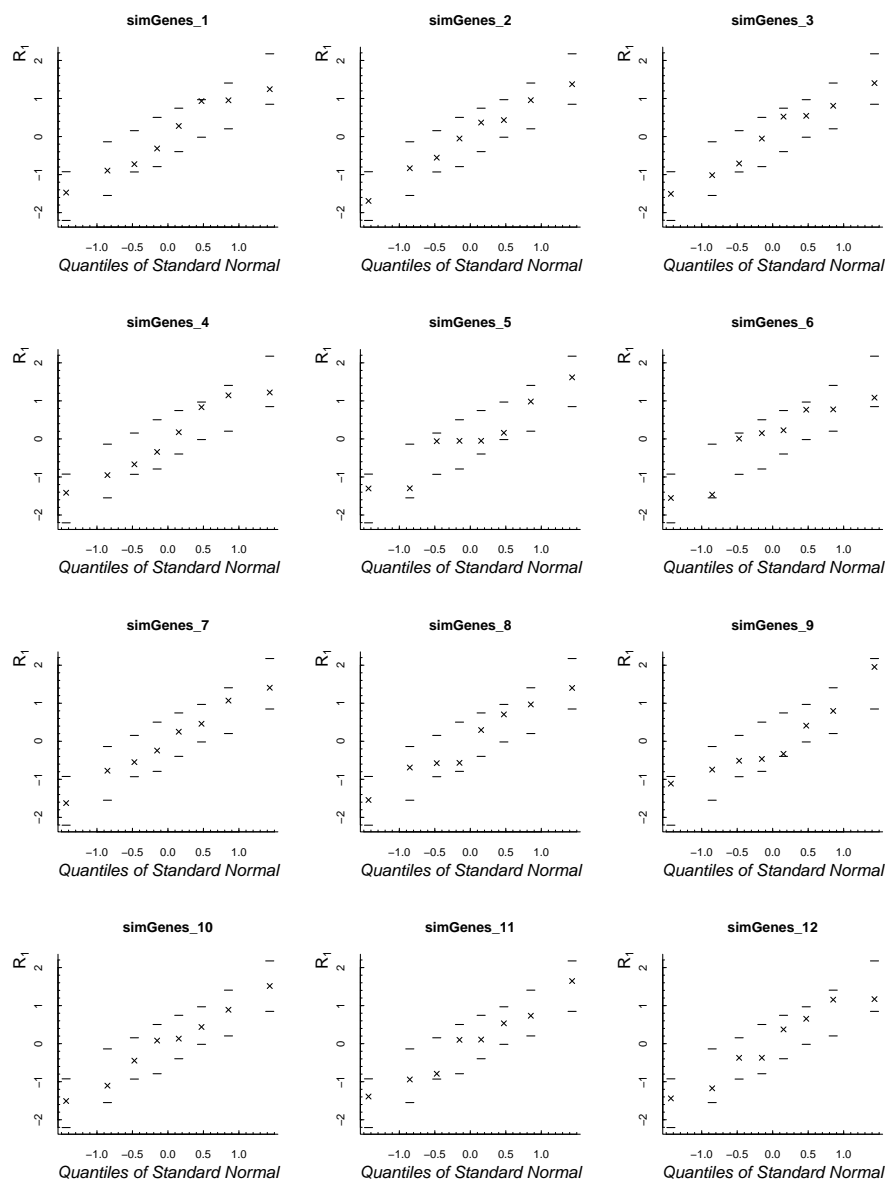 simGenes_1 simGenes_2 simGenes_3
R1 R1 R1
2 2 2
1 1 1
0 0 0
−1 −1 −1
−2 −2 −2
−1.0 −0.5 0.0 0.5 1.0 −1.0 −0.5 0.0 0.5 1.0 −1.0 −0.5 0.0 0.5 1.0
Quantiles of Standard Normal Quantiles of Standard Normal Quantiles of Standard Normal
simGenes_4 simGenes_5 simGenes_6
R1 R1 R1
2 2 2
1 1 1
0 0 0
−1 −1 −1
−2 −2 −2
−1.0 −0.5 0.0 0.5 1.0 −1.0 −0.5 0.0 0.5 1.0 −1.0 −0.5 0.0 0.5 1.0
Quantiles of Standard Normal Quantiles of Standard Normal Quantiles of Standard Normal
simGenes_7 simGenes_8 simGenes_9
R1 R1 R1
2 2 2
1 1 1
0 0 0
−1 −1 −1
−2 −2 −2
−1.0 −0.5 0.0 0.5 1.0 −1.0 −0.5 0.0 0.5 1.0 −1.0 −0.5 0.0 0.5 1.0
Quantiles of Standard Normal Quantiles of Standard Normal Quantiles of Standard Normal
simGenes_10 simGenes_11 simGenes_12
R1 R1 R1
2 2 2
1 1 1
0 0 0
−1 −1 −1
−2 −2 −2
−1.0 −0.5 0.0 0.5 1.0 −1.0 −0.5 0.0 0.5 1.0 −1.0 −0.5 0.0 0.5 1.0
Quantiles of Standard Normal Quantiles of Standard Normal Quantiles of Standard Normal